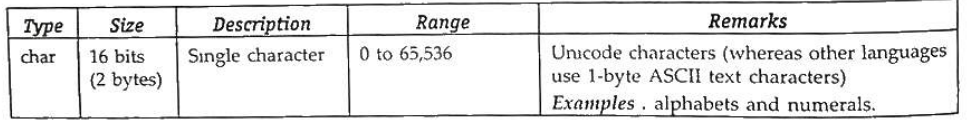 Type Size Description Range Remarks
char 16 bits Single character 0 to 65,536 Unicode characters (whereas other languages
(2 bytes) use 1-byte ASCII text characters)
Examples . alphabets and numerals.